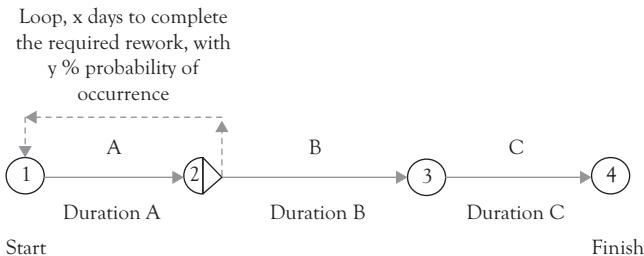 Loop, x days to complete
the required rework, with
y % probability of
occurrence
A
B
C
1
2
3
4
Duration A
Duration B
Duration C
Start
Finish